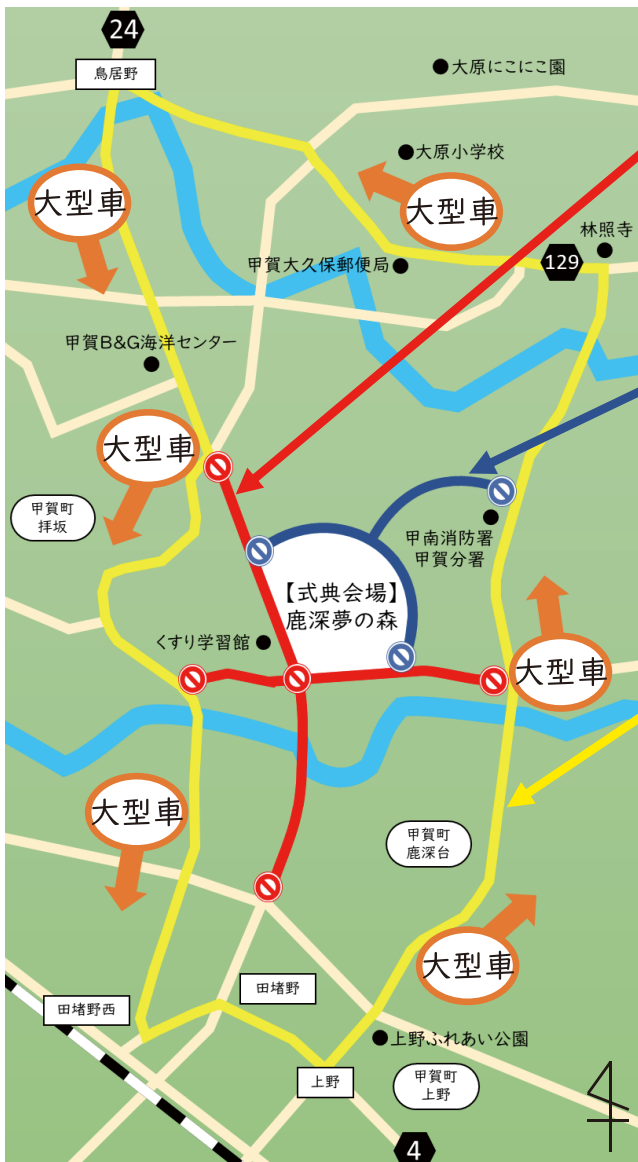 24
鳥居野
大原にこにこ園
大原小学校
大型車
大型車
林照寺
甲賀大久保郵便局
129
甲賀B&G海洋センター
大型車
甲賀町
拝坂
甲南消防署
甲賀分署
【式典会場】
鹿深夢の森
くすり学習館
大型車
大型車
甲賀町
鹿深台
大型車
田堵野
田堵野西
上野ふれあい公園
上野
甲賀町
上野
4